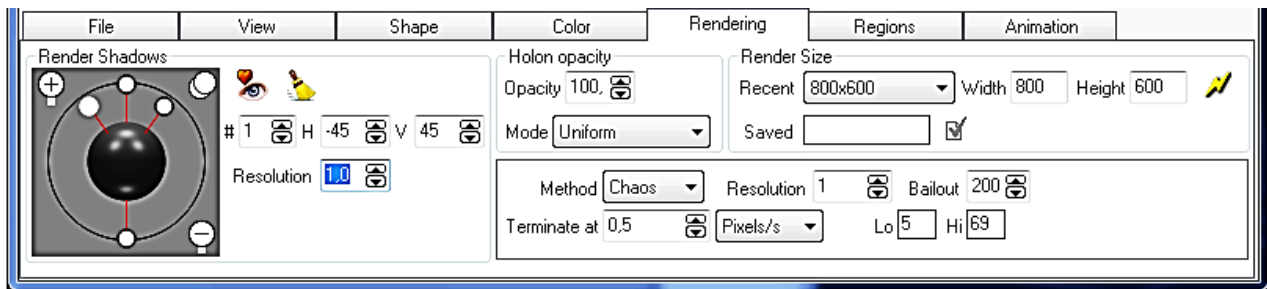 File View Shape Color Rendering Regions Animation
Render Shadows
# 1 H -45 V 45
Resolution 1,0
Holon opacity
Opacity 100,
Mode Uniform
Render Size
Recent 800x600 Width 800 Height 600
Saved
Method Chaos Resolution 1 Bailout 200
Terminate at 0,5 Pixels/s Lo 5 Hi 69